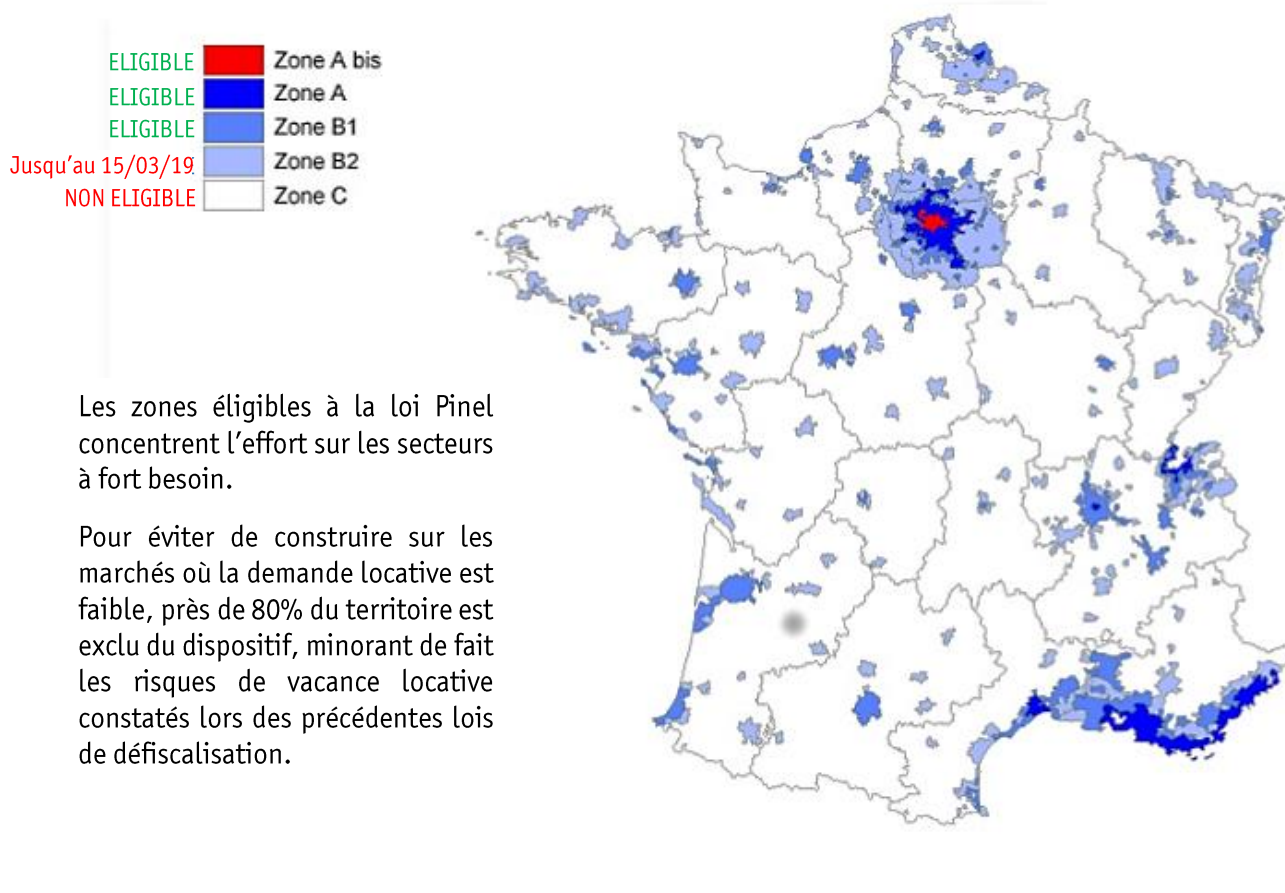 ELIGIBLE Zone A bis
ELIGIBLE Zone A
ELIGIBLE Zone B1
Jusqu'au 15/03/19 Zone B2
NON ELIGIBLE Zone C
Les zones éligibles à la loi Pinel
concentrent l'effort sur les secteurs
à fort besoin.
Pour éviter de construire sur les
marchés où la demande locative est
faible, près de 80% du territoire est
exclu du dispositif, minorant de fait
les risques de vacance locative
constatés lors des précédentes lois
de défiscalisation.